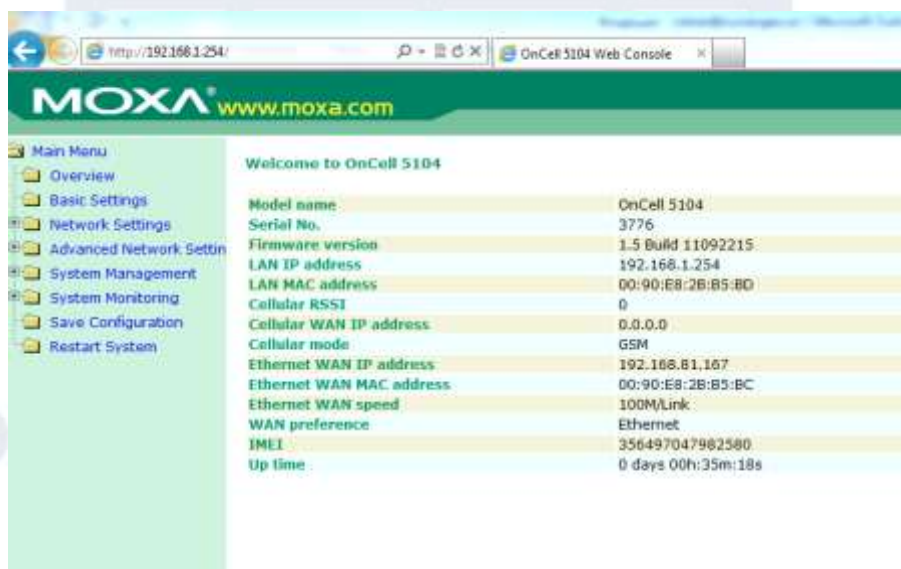 http://192.168.1.254/
OnCell 5104 Web Console
MOXA® www.moxa.com
Main Menu
Overview
Basic Settings
Network Settings
Advanced Network Settin
System Management
System Monitoring
Save Configuration
Restart System
Welcome to OnCell 5104
Model name OnCell 5104
Serial No. 3776
Firmware version 1.5 Build 11092215
LAN IP address 192.168.1.254
LAN MAC address 00:90:E8:2B:B5:BD
Cellular RSSI 0
Cellular WAN IP address 0.0.0.0
Cellular mode GSM
Ethernet WAN IP address 192.168.81.167
Ethernet WAN MAC address 00:90:E8:2B:B5:BC
Ethernet WAN speed 100M/Link
WAN preference Ethernet
IMEI 356497047982580
Up time 0 days 00h:35m:18s